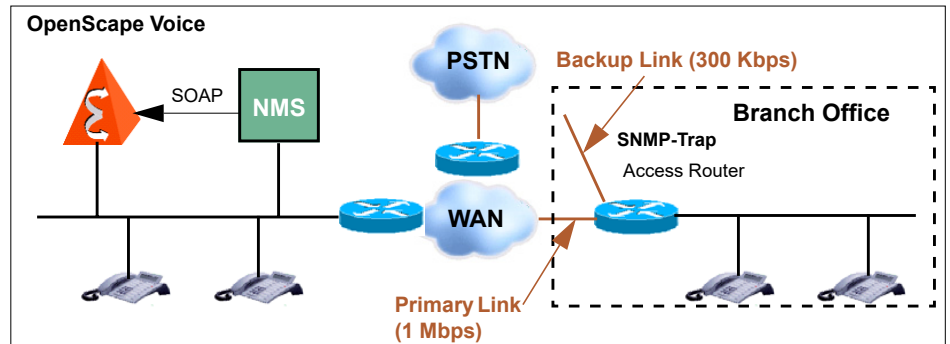 OpenScape Voice
SOAP
NMS
PSTN
Backup Link (300 Kbps)
Branch Office
SNMP-Trap
Access Router
WAN
Primary Link
(1 Mbps)